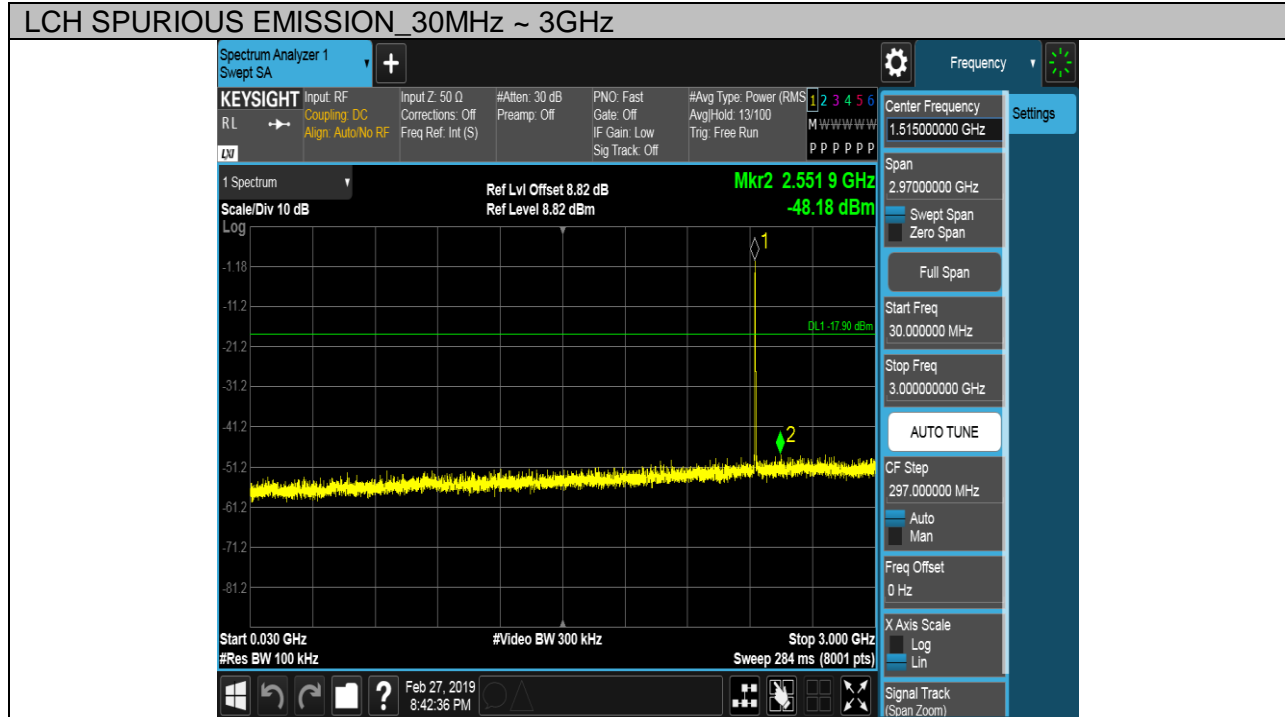 LCH SPURIOUS EMISSION_30MHz ~ 3GHz
Spectrum Analyzer 1
Swept SA
+
Frequency
KEYSIGHT
RL
LXI
Input: RF
Coupling: DC
Align: Auto/No RF
Input Z: 50 Ω
Corrections: Off
Freq Ref: Int (S)
#Atten: 30 dB
Preamp: Off
PNO: Fast
Gate: Off
IF Gain: Low
Sig Track: Off
#Avg Type: Power (RMS
Avg|Hold: 13/100
Trig: Free Run
1 2 3 4 5 6
M W W W W W
P P P P P P
1 Spectrum
Scale/Div 10 dB
Log
Ref Lvl Offset 8.82 dB
Ref Level 8.82 dBm
Mkr2 2.551 9 GHz
-48.18 dBm
1
-1.18
-11.2
DL1 -17.90 dBm
-21.2
-31.2
-41.2
2
-51.2
-61.2
-71.2
-81.2
Start 0.030 GHz
#Res BW 100 kHz
#Video BW 300 kHz
Stop 3.000 GHz
Sweep 284 ms (8001 pts)
Center Frequency
1.515000000 GHz
Settings
Span
2.97000000 GHz
Swept Span
Zero Span
Full Span
Start Freq
30.000000 MHz
Stop Freq
3.000000000 GHz
AUTO TUNE
CF Step
297.000000 MHz
Auto
Man
Freq Offset
0 Hz
X Axis Scale
Log
Lin
Signal Track
(Span Zoom)
?
Feb 27, 2019
8:42:36 PM